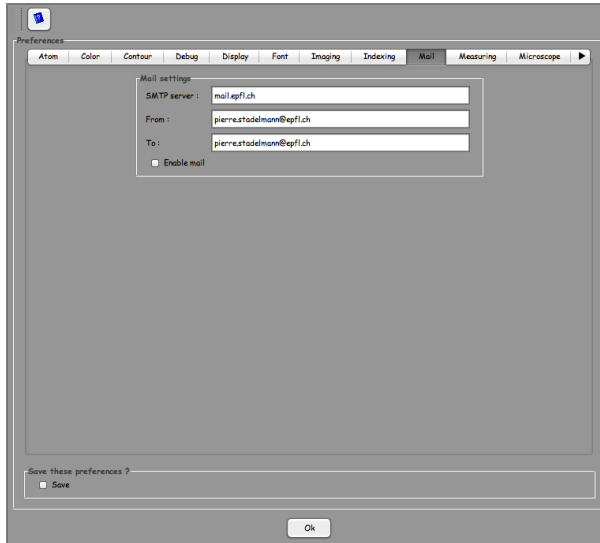 Preferences
Atom Color Contour Debug Display Font Imaging Indexing Mail Measuring Microscope
Mail settings
SMTP server : mail.epfl.ch
From : pierre.stadelmann@epfl.ch
To : pierre.stadelmann@epfl.ch
Enable mail
Save these preferences ?
Save
Ok